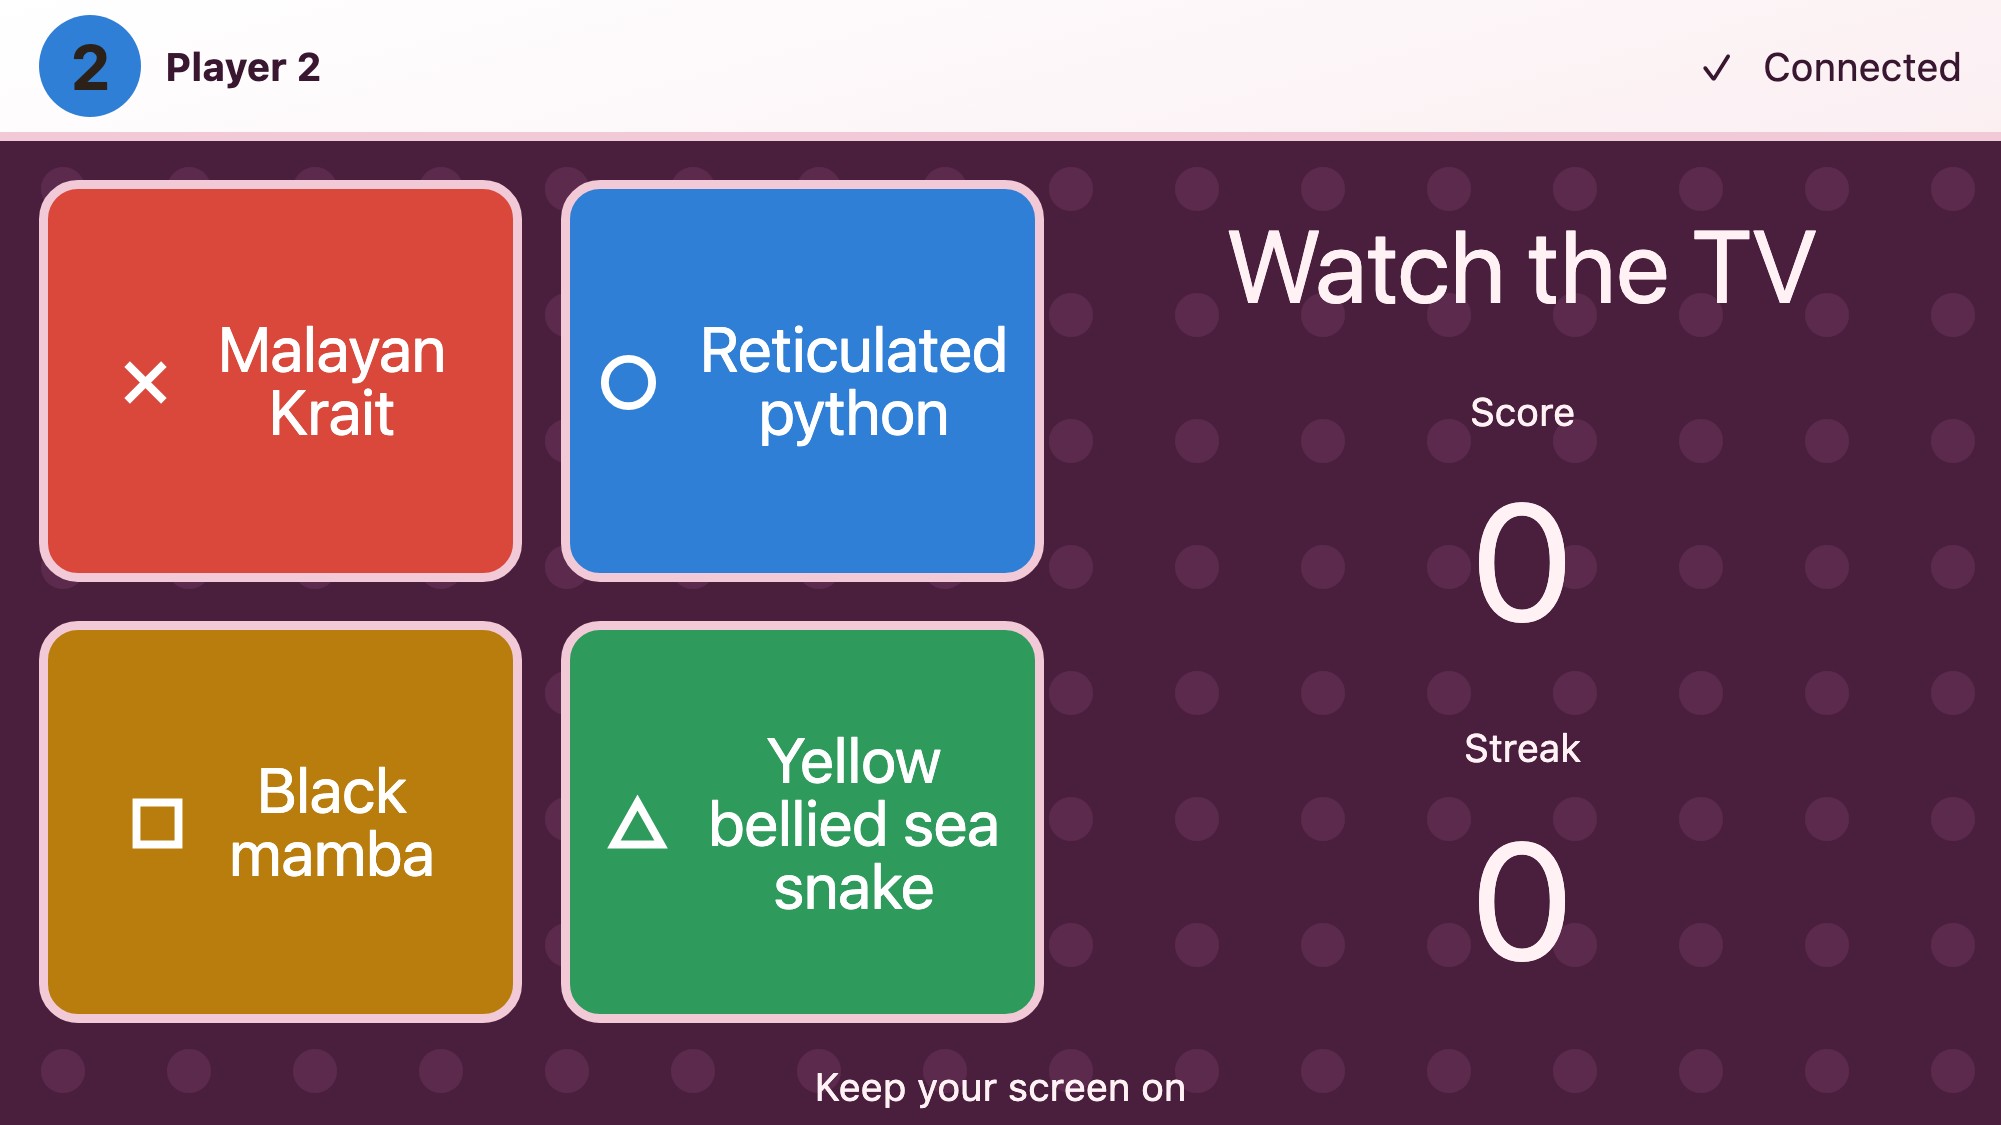 2
Player 2
✓ Connected
Malayan
Krait
Reticulated
python
Black
mamba
Yellow
bellied sea
snake
Watch the TV
Score
0
Streak
0
Keep your screen on